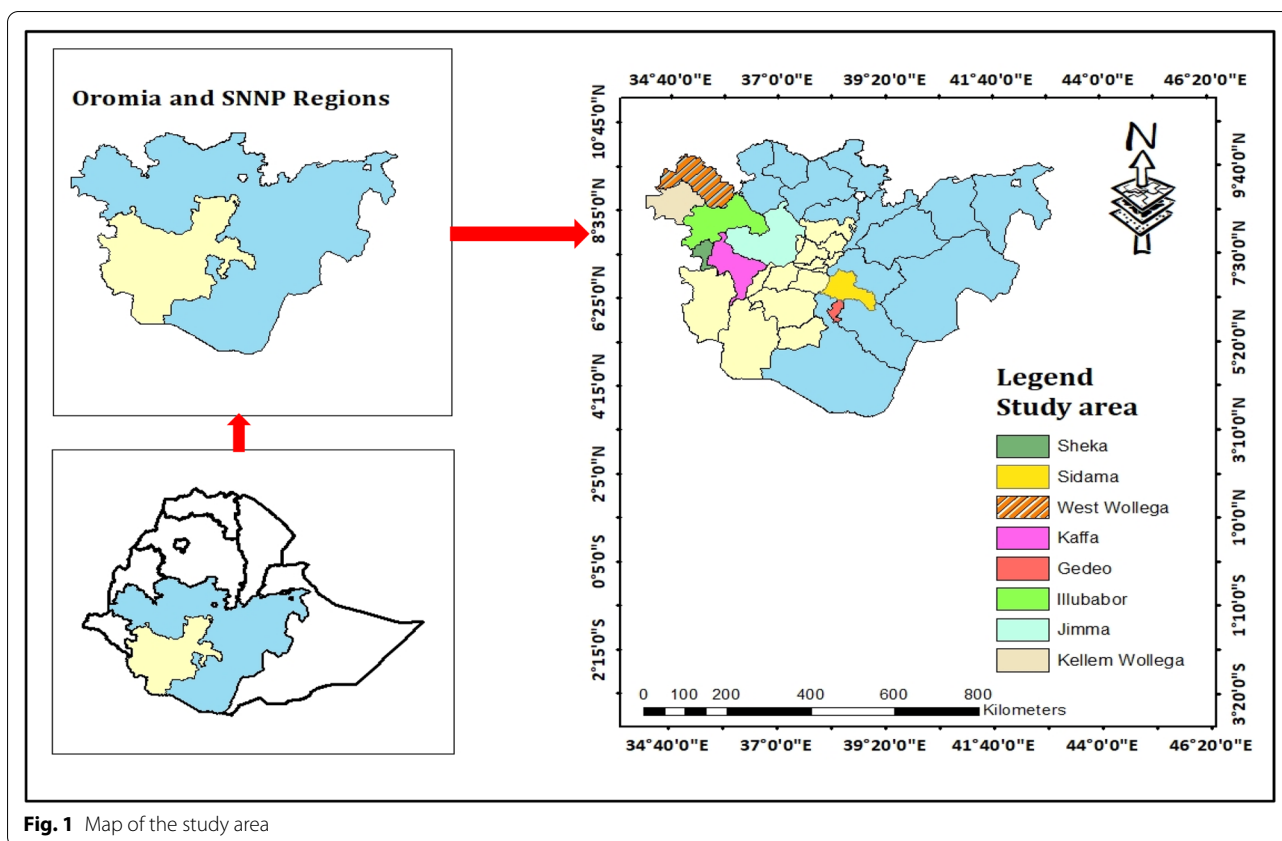 Oromia and SNNP Regions
34°40'0"E 37°0'0"E 39°20'0"E 41°40'0"E 44°0'0"E 46°20'0"E
10°45'0"N
8°35'0"N
6°25'0"N
4°15'0"N
2°5'0"N
0°5'0"S
2°15'0"S
N
9°40'0"N
7°30'0"N
5°20'0"N
3°10'0"N
1°0'0"N
1°10'0"S
3°20'0"S
Legend
Study area
Sheka
Sidama
West Wollega
Kaffa
Gedeo
Illubabor
Jimma
Kellem Wollega
0 100 200 400 600 800
Kilometers
34°40'0"E 37°0'0"E 39°20'0"E 41°40'0"E 44°0'0"E 46°20'0"E
Fig. 1 Map of the study area